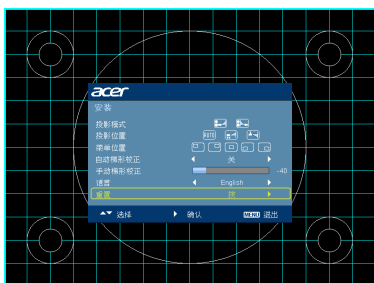 acer
安装
投影模式
投影位置 AUTO
菜单位置
自动梯形校正 关
手动梯形校正 -40
语言 English
重置 按
选择 确认 MENU 退出